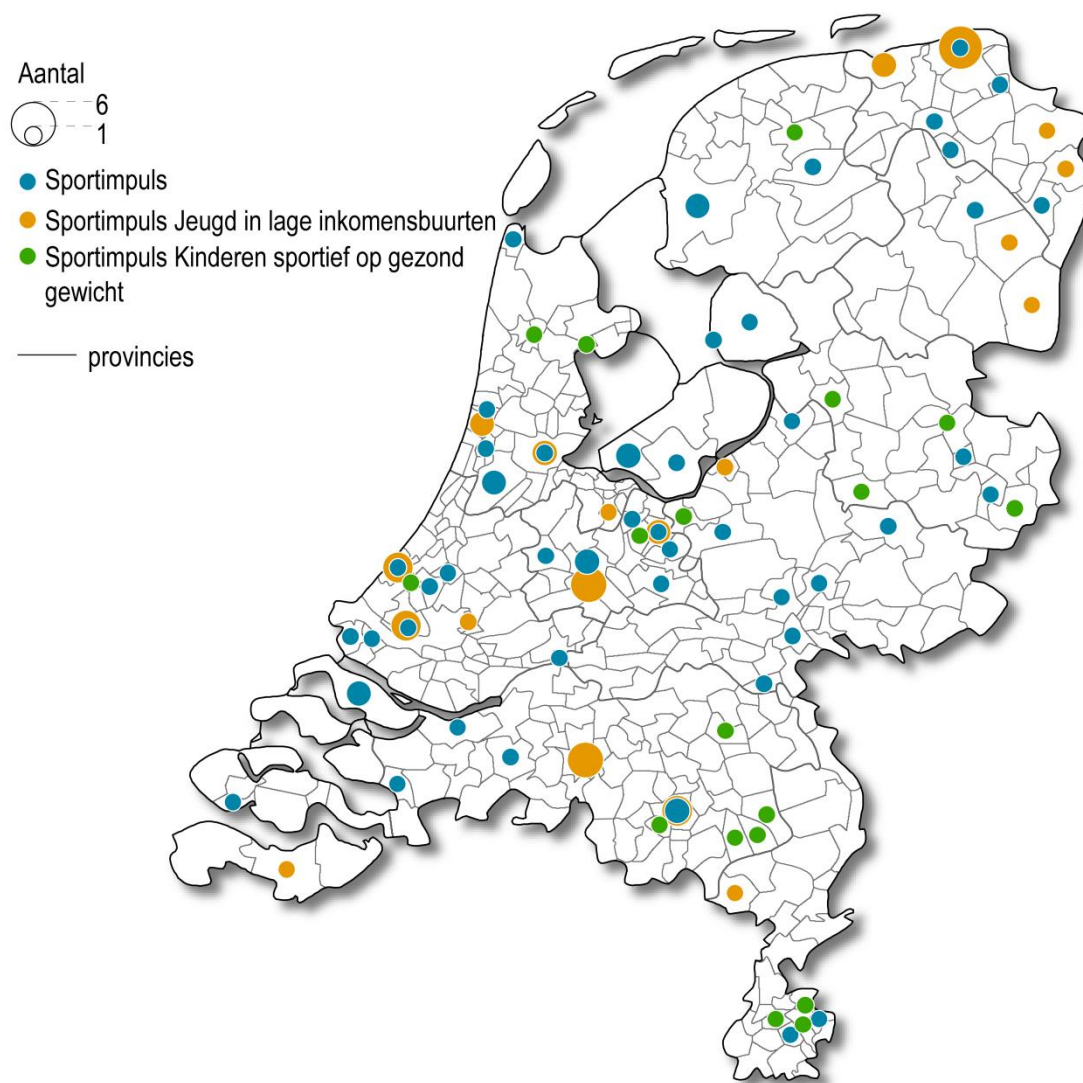 Aantal
6
1
Sportimpuls
Sportimpuls Jeugd in lage inkomensbuurten
Sportimpuls Kinderen sportief op gezond
gewicht
provincies